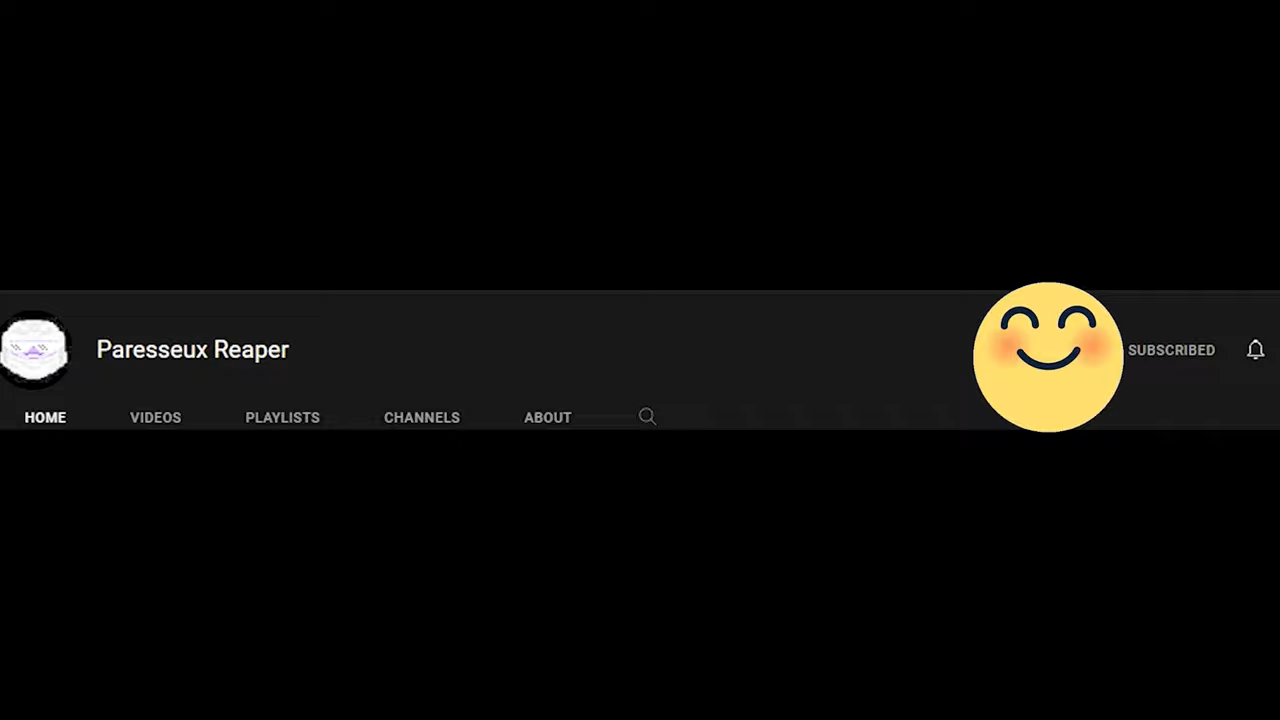 Paresseux Reaper
SUBSCRIBED
HOME VIDEOS PLAYLISTS CHANNELS ABOUT